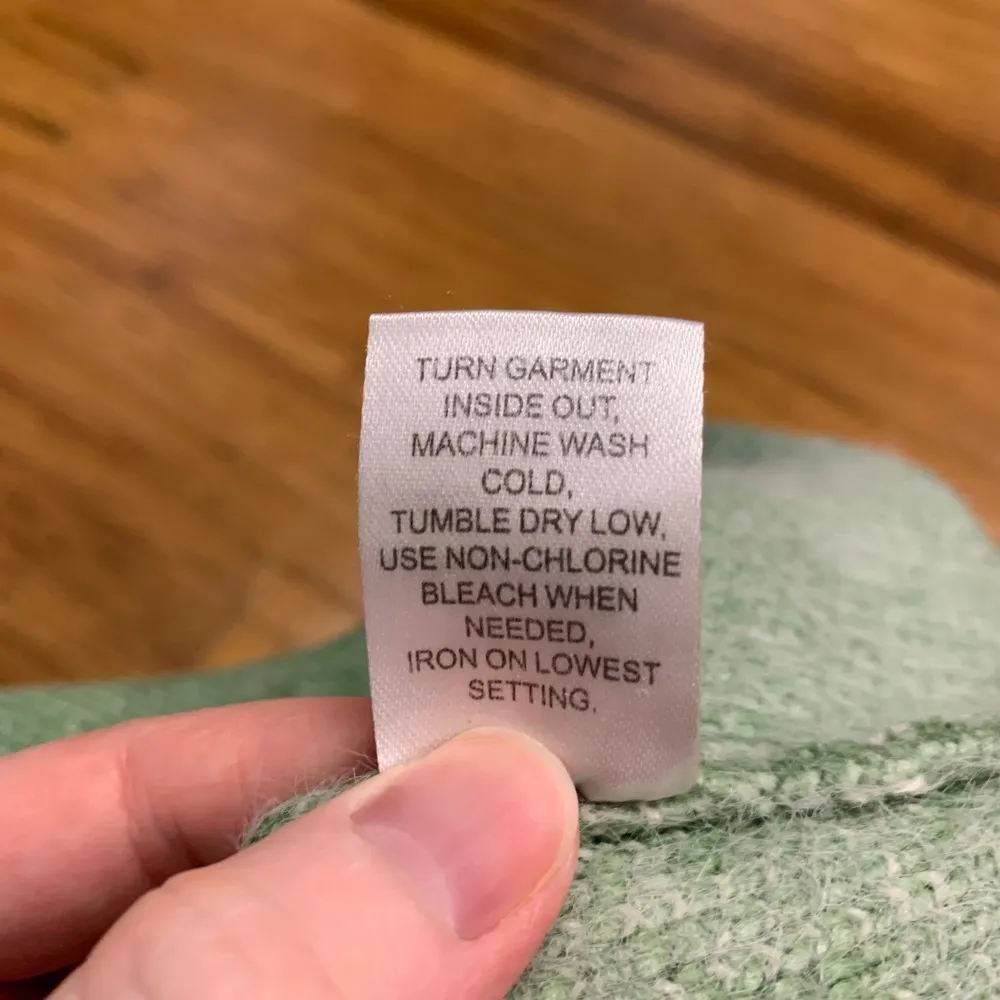 TURN GARMENT
INSIDE OUT,
MACHINE WASH
COLD,
TUMBLE DRY LOW,
USE NON-CHLORINE
BLEACH WHEN
NEEDED,
IRON ON LOWEST
SETTING.